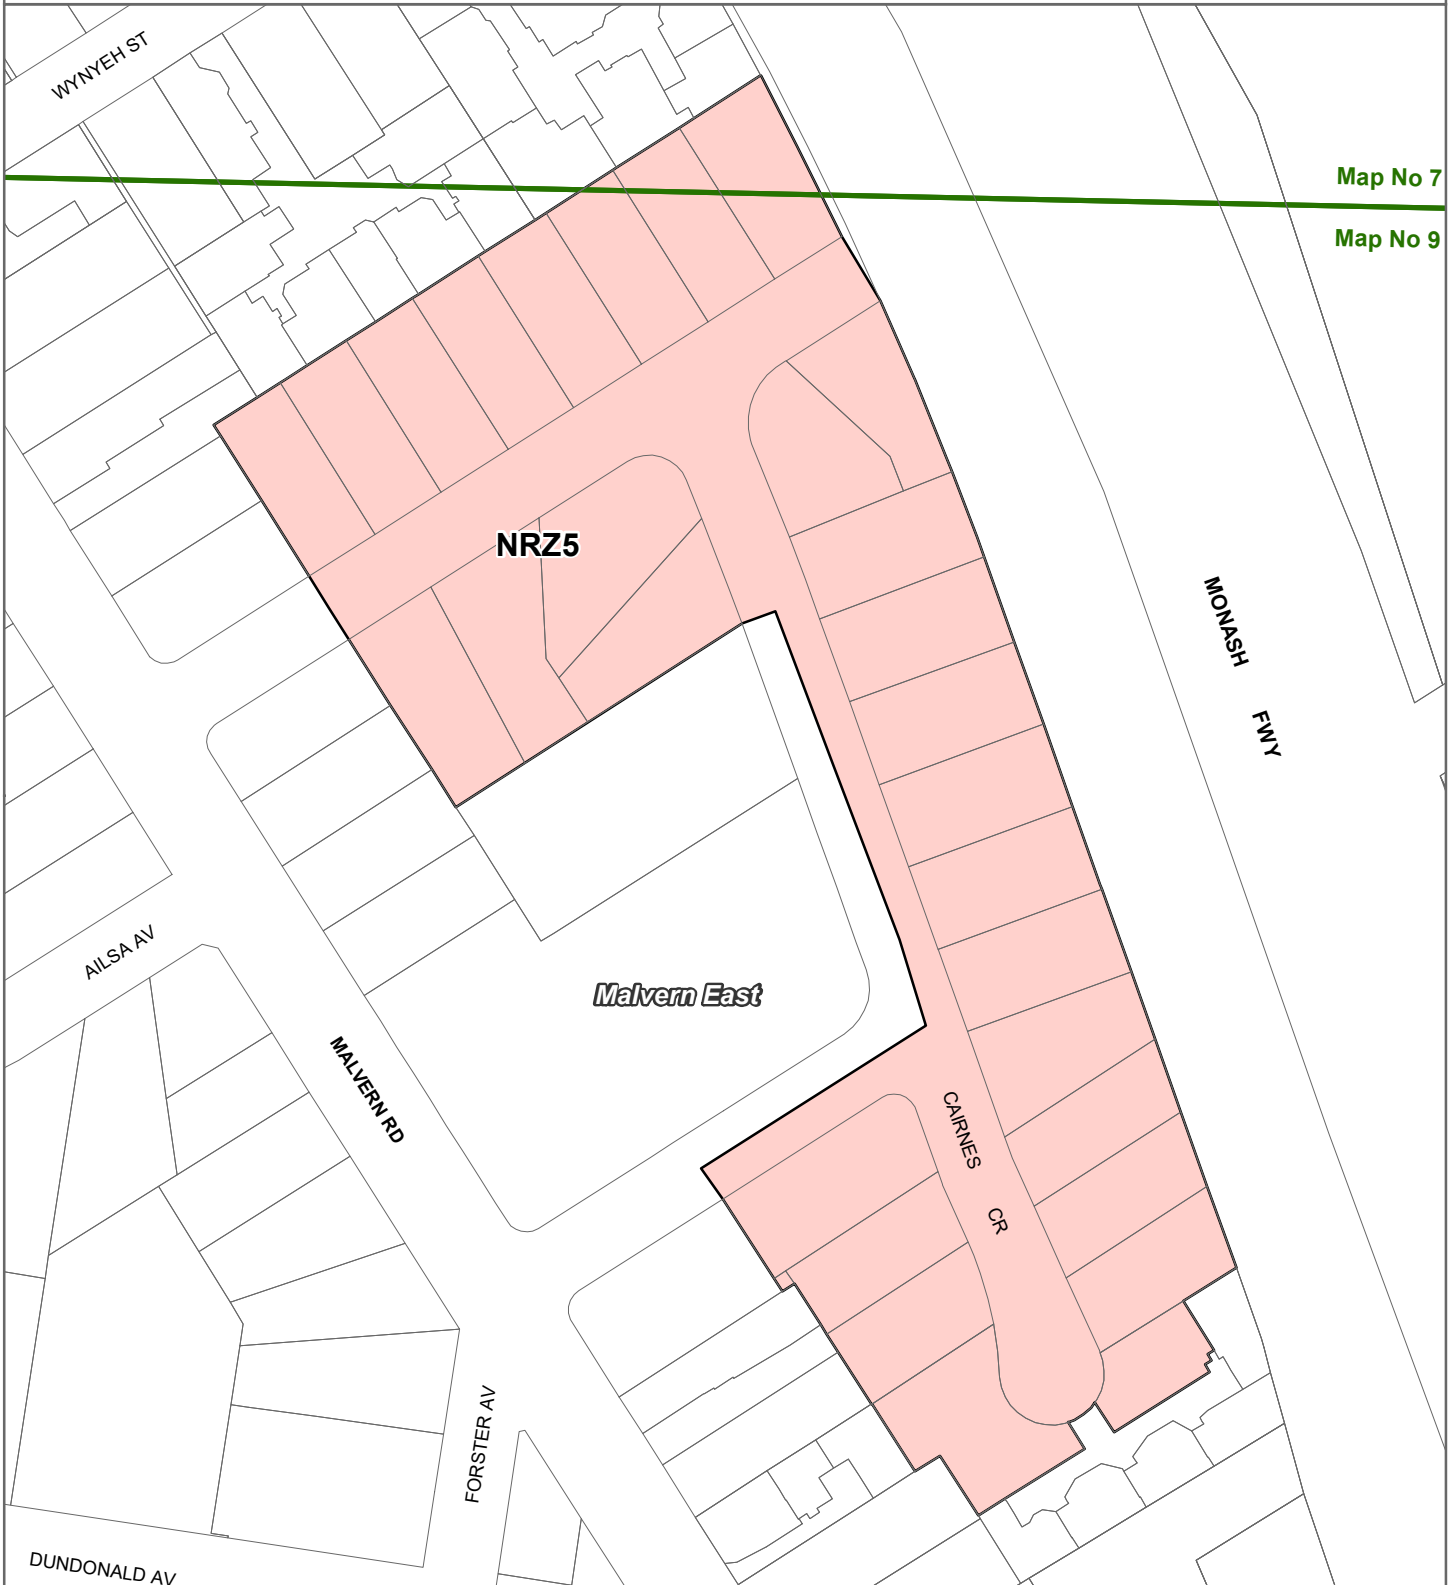 WYNYEH ST
Map No 7
Map No 9
NRZ5
MONASH FWY
AILSA AV
Malvern East
MALVERN RD
CAIRNES CR
FORSTER AV
DUNDONALD AV